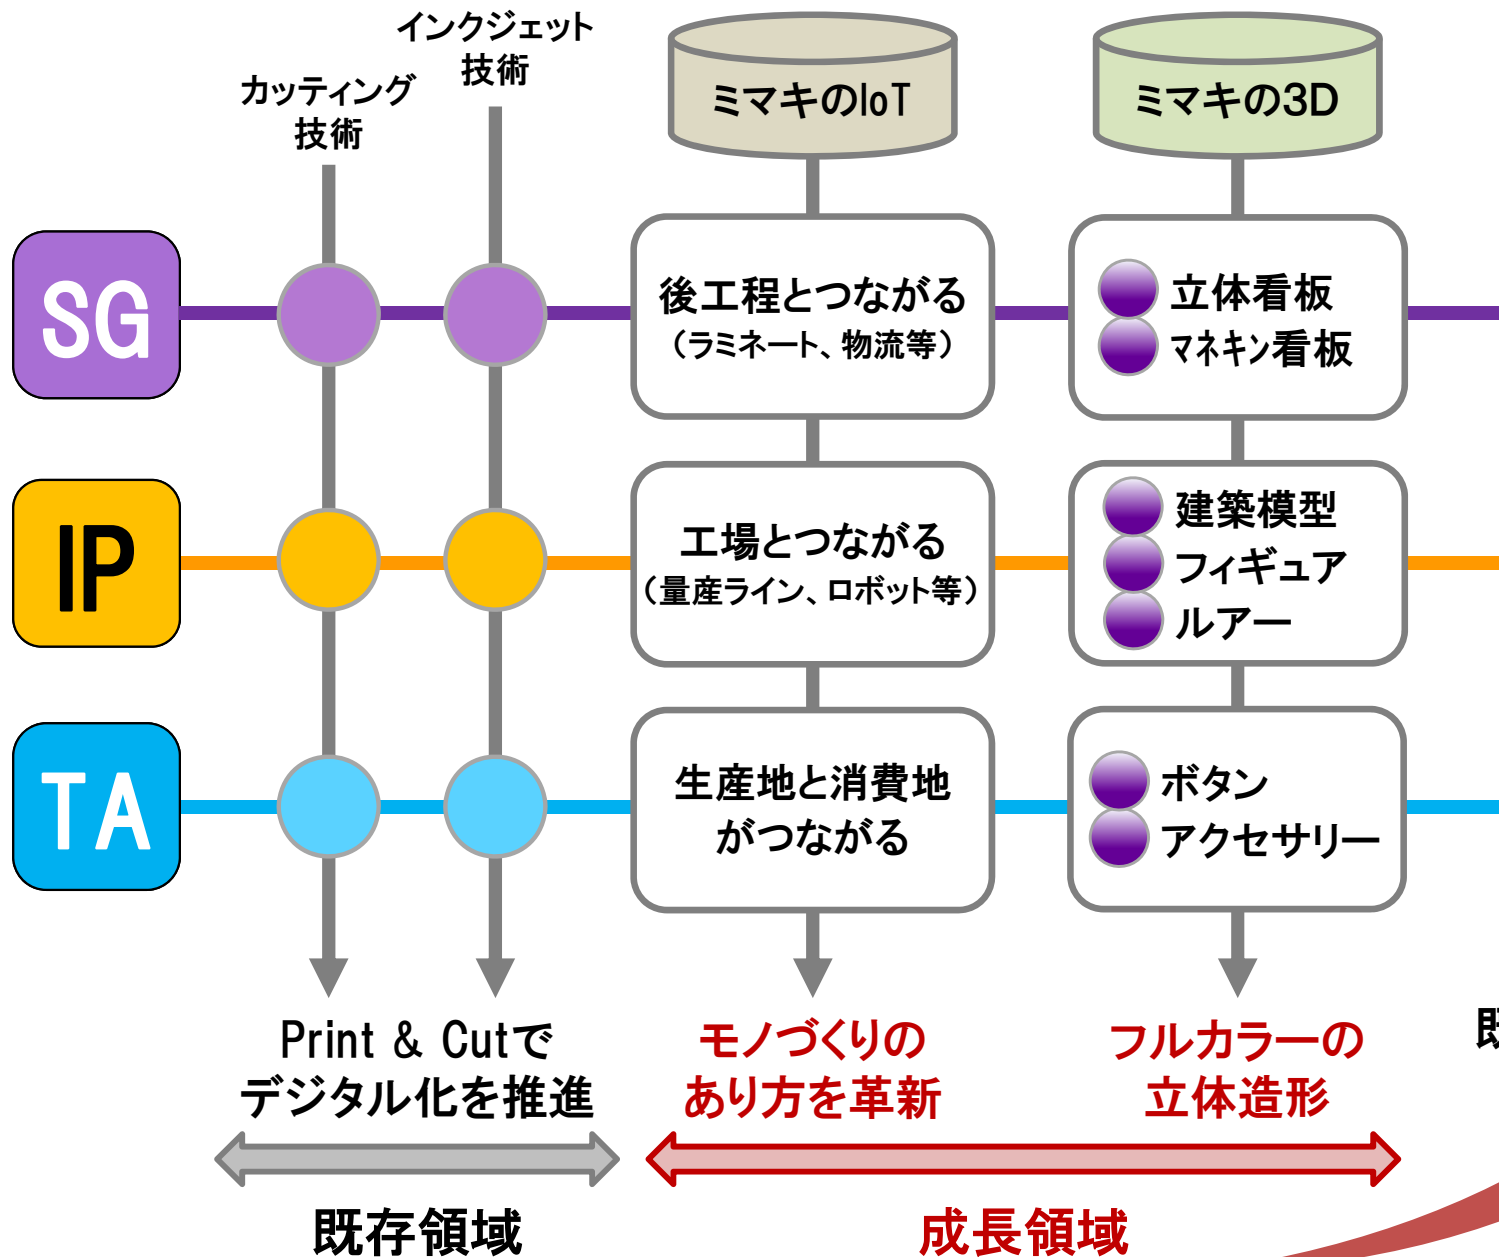 インクジェット
技術
カッティング
技術
ミマキのIoT
ミマキの3D
SG
後工程とつながる
（ラミネート、物流等）
立体看板
マネキン看板
IP
工場とつながる
（量産ライン、ロボット等）
建築模型
フィギュア
ルアー
TA
生産地と消費地
がつながる
ボタン
アクセサリー
Print & Cutで
デジタル化を推進
モノづくりの
あり方を革新
フルカラーの
立体造形
既存領域
成長領域